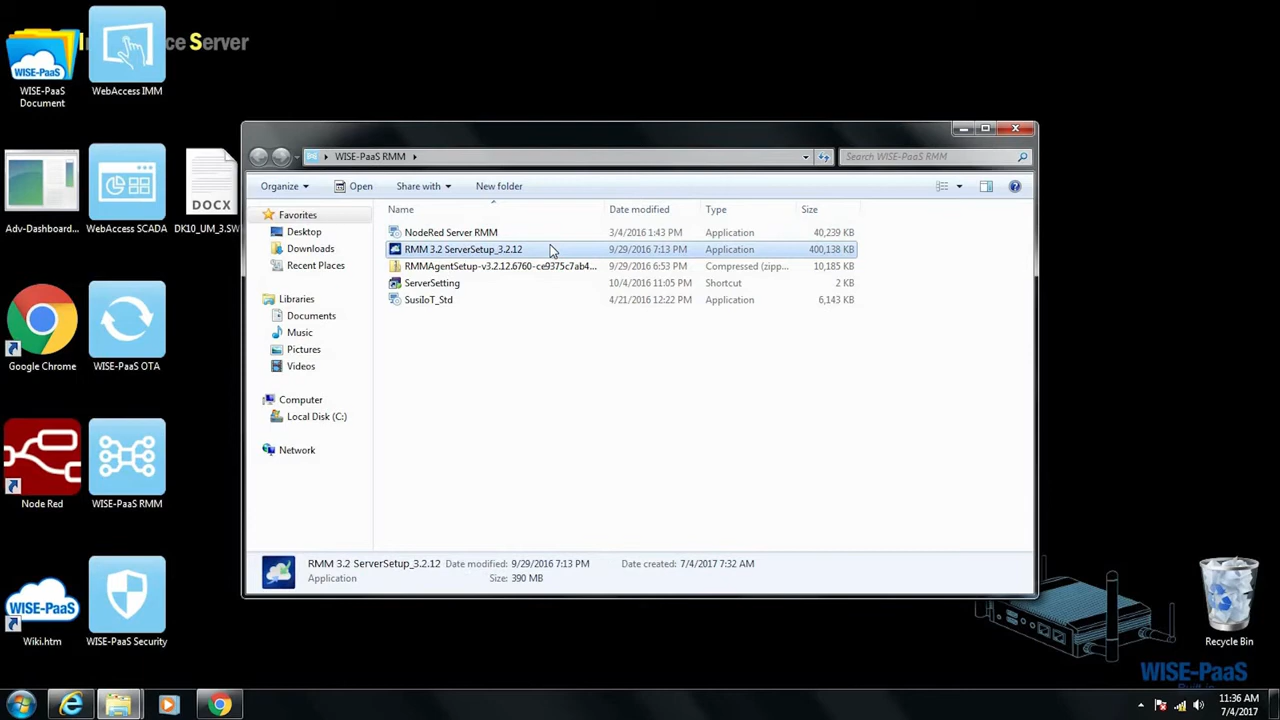 ce Server
WISE-PaaS
WISE-PaaS
Document
WebAccess IMM
Adv-Dashboard...
WebAccess SCADA
DOCX
DK10_UM_3.SW
Google Chrome
WISE-PaaS OTA
Node Red
WISE-PaaS RMM
WISE-PaaS
Wiki.htm
WISE-PaaS Security
WISE-PaaS RMM
Search WISE-PaaS RMM
Organize
Open
Share with
New folder
Favorites
Desktop
Downloads
Recent Places
Libraries
Documents
Music
Pictures
Videos
Computer
Local Disk (C:)
Network
Name Date modified Type Size
NodeRed Server RMM 3/4/2016 1:43 PM Application 40,239 KB
RMM 3.2 ServerSetup_3.2.12 9/29/2016 7:13 PM Application 400,138 KB
RMMAgentSetup-v3.2.12.6760-ce9375c7ab4... 9/29/2016 6:53 PM Compressed (zipp... 10,185 KB
ServerSetting 10/4/2016 11:05 PM Shortcut 2 KB
SusiIoT_Std 4/21/2016 12:22 PM Application 6,143 KB
RMM 3.2 ServerSetup_3.2.12 Date modified: 9/29/2016 7:13 PM Date created: 7/4/2017 7:32 AM
Application Size: 390 MB
Recycle Bin
WISE-PaaS
11:36 AM
7/4/2017